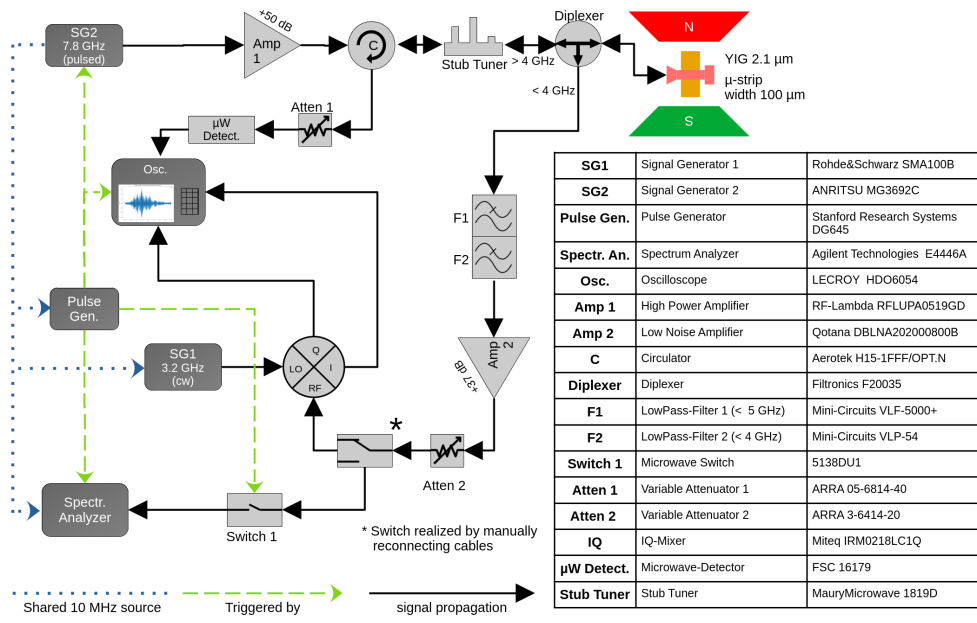 SG2
7.8 GHz
(pulsed)
+50 dB
Amp
1
C
Stub Tuner
Diplexer
> 4 GHz
< 4 GHz
N
YIG 2.1 µm
µ-strip
width 100 µm
S
Atten 1
µW
Detect.
Osc.
F1
F2
Pulse
Gen.
SG1
3.2 GHz
(cw)
Q
LO
I
RF
Amp
2
+37 dB
*
Atten 2
Spectr.
Analyzer
Switch 1
* Switch realized by manually
reconnecting cables
Shared 10 MHz source
Triggered by
signal propagation
SG1 Signal Generator 1 Rohde&Schwarz SMA100B
SG2 Signal Generator 2 ANRITSU MG3692C
Pulse Gen. Pulse Generator Stanford Research Systems
DG645
Spectr. An. Spectrum Analyzer Agilent Technologies E4446A
Osc. Oscilloscope LECROY HDO6054
Amp 1 High Power Amplifier RF-Lambda RFLUPA0519GD
Amp 2 Low Noise Amplifier Qotana DBLNA202000800B
C Circulator Aerotek H15-1FFF/OPT.N
Diplexer Diplexer Filtronics F20035
F1 LowPass-Filter 1 (< 5 GHz) Mini-Circuits VLF-5000+
F2 LowPass-Filter 2 (< 4 GHz) Mini-Circuits VLP-54
Switch 1 Microwave Switch 5138DU1
Atten 1 Variable Attenuator 1 ARRA 05-6814-40
Atten 2 Variable Attenuator 2 ARRA 3-6414-20
IQ IQ-Mixer Miteq IRM0218LC1Q
µW Detect. Microwave-Detector FSC 16179
Stub Tuner Stub Tuner MauryMicrowave 1819D